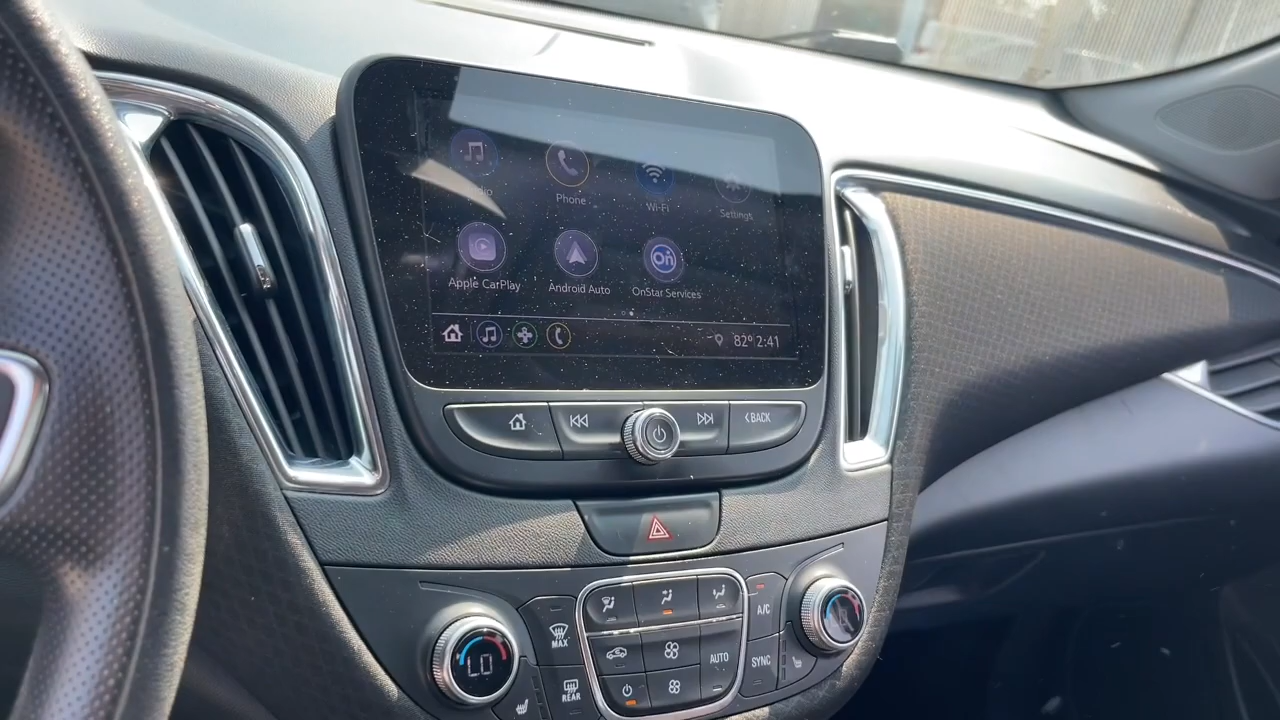 Phone
Wi-Fi
Settings
Apple CarPlay
Android Auto
On
OnStar Services
82° 2:41
BACK
MAX
A/C
LO
AUTO
SYNC
REAR